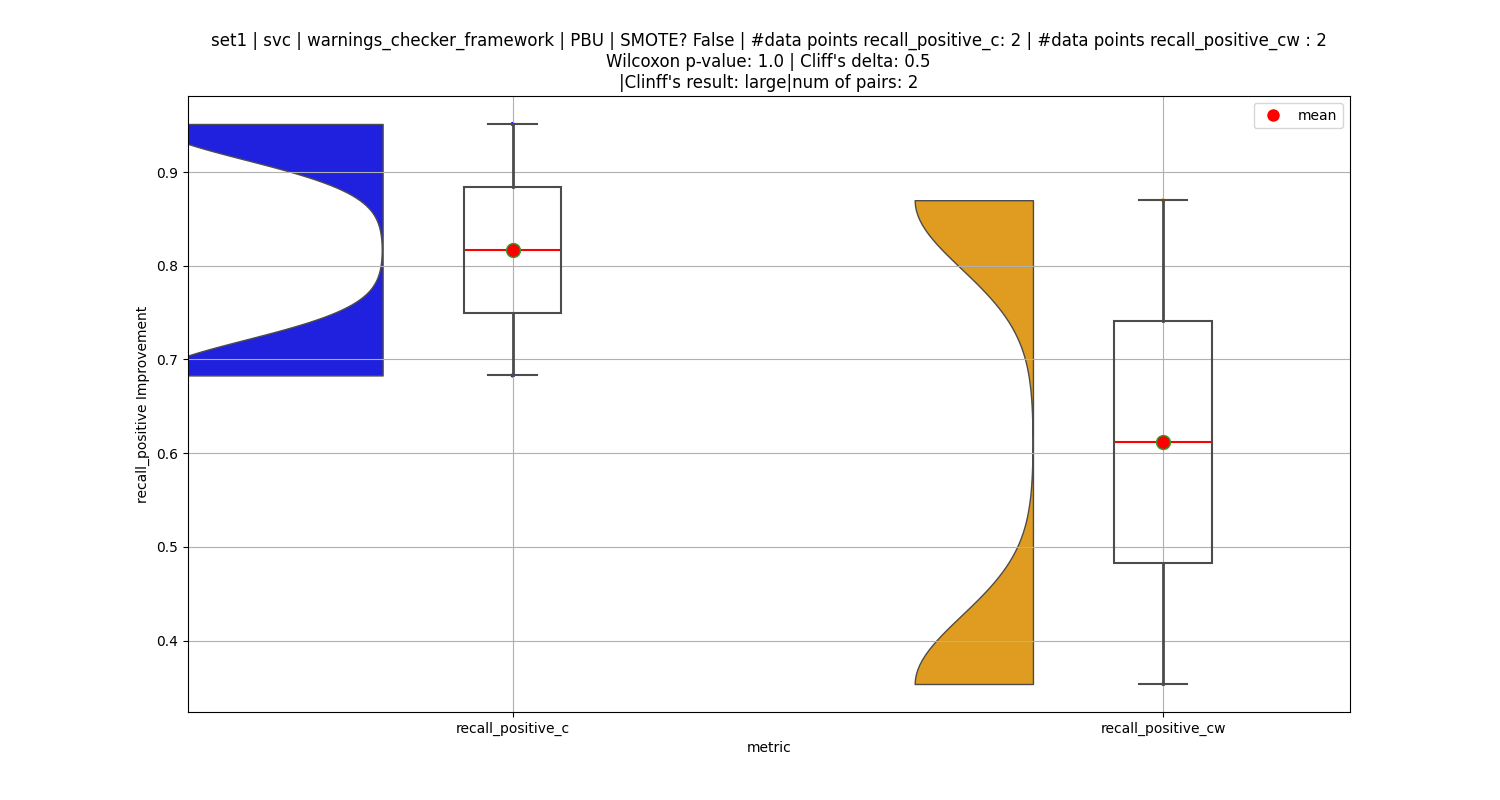 set1 | svc | warnings_checker_framework | PBU | SMOTE? False | #data points recall_positive_c: 2 | #data points recall_positive_cw : 2
Wilcoxon p-value: 1.0 | Cliff's delta: 0.5
|Clinff's result: large|num of pairs: 2
mean
0.9
0.8
0.7
0.6
0.5
0.4
recall_positive Improvement
recall_positive_c
recall_positive_cw
metric